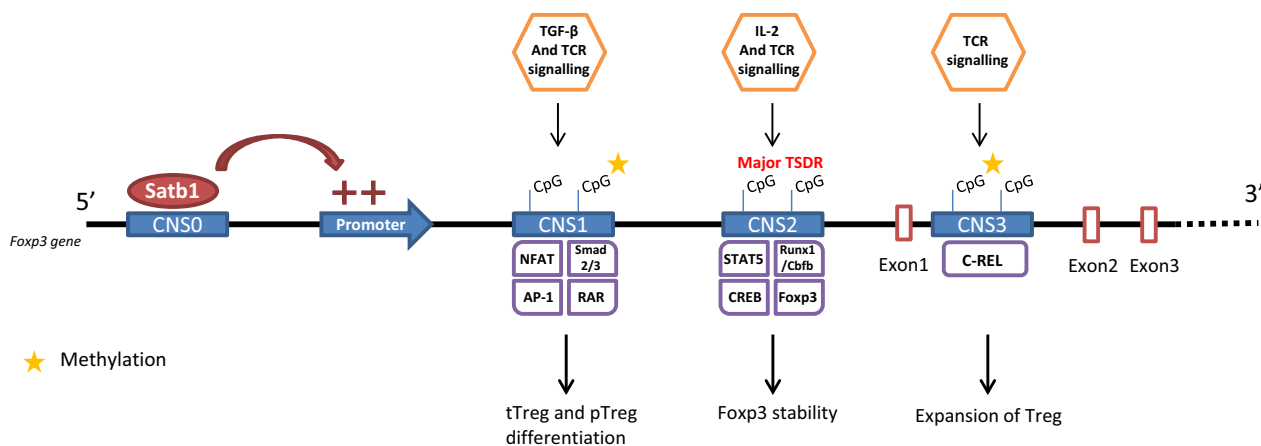 TGF-β
And TCR
signalling
IL-2
And TCR
signalling
TCR
signalling
Major TSDR
CpG
CpG
CpG
CpG
CpG
CpG
5’
Satb1
++
3’
Foxp3 gene
CNS0
Promoter
CNS1
CNS2
CNS3
NFAT
Smad
2/3
AP-1
RAR
STAT5
Runx1
/Cbfb
CREB
Foxp3
Exon1
C-REL
Exon2
Exon3
Methylation
tTreg and pTreg
differentiation
Foxp3 stability
Expansion of Treg